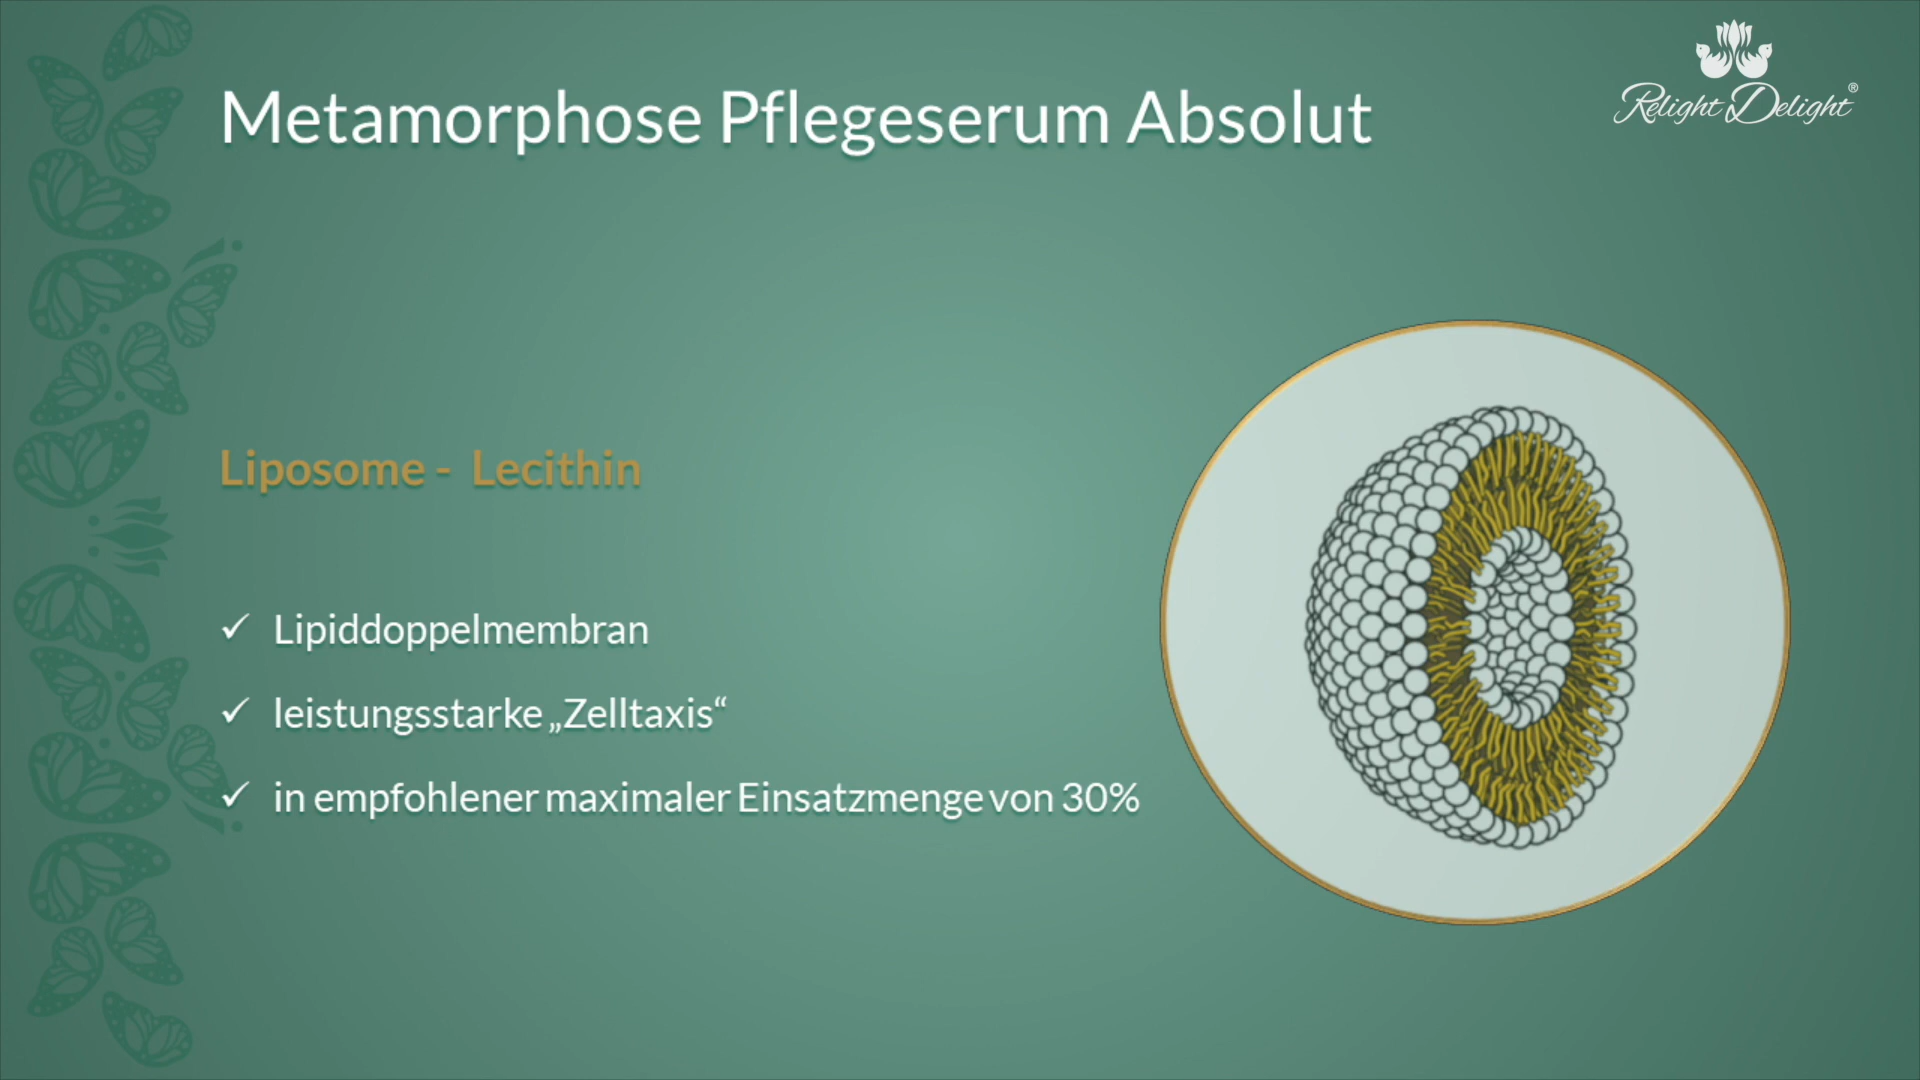 Metamorphose Pflegeserum Absolut
Relight Delight®
Liposome - Lecithin
✓ Lipiddoppelmembran
✓ leistungsstarke „Zelltaxis“
✓ in empfohlener maximaler Einsatzmenge von 30%